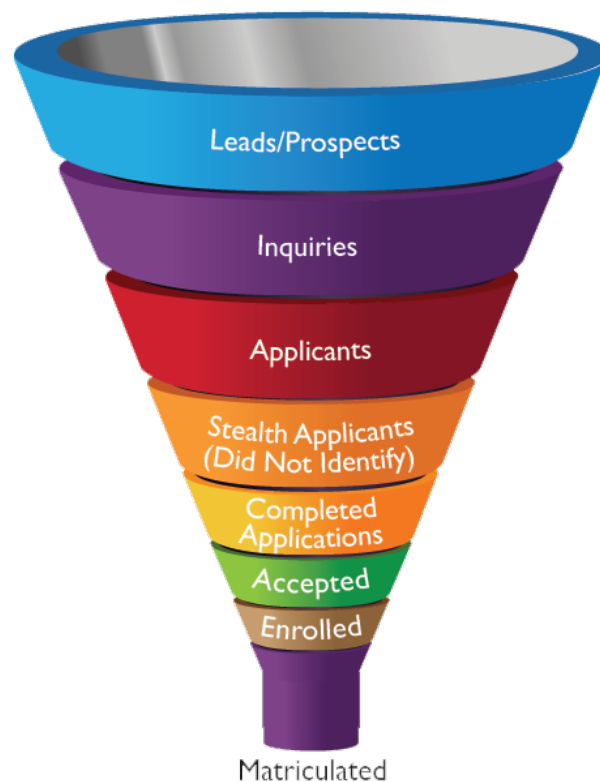 Leads/Prospects
Inquiries
Applicants
Stealth Applicants
(Did Not Identify)
Completed
Applications
Accepted
Enrolled
Matriculated